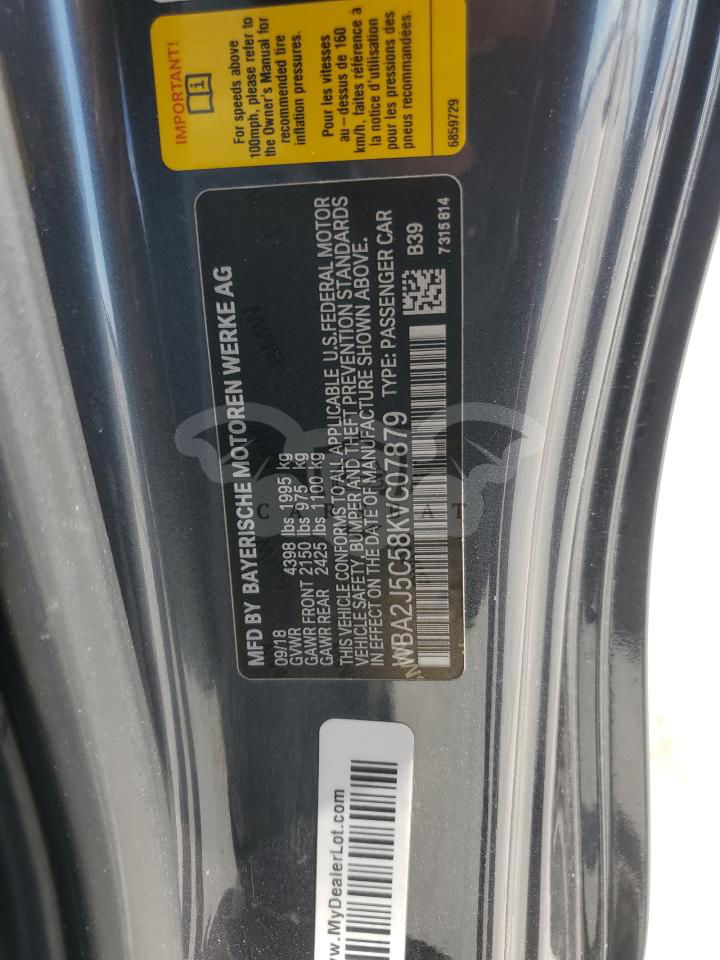 IMPORTANT!
For speeds above
100mph, please refer to
the Owner's Manual for
recommended tire
inflation pressures.
Pour les vitesses
au-dessus de 160
km/h, faites référence à
la notice d'utilisation
pour les pressions des
pneus recommandées.
6859729
MFD BY BAYERISCHE MOTOREN WERKE AG
09/18
GVWR 4398 lbs 1995 kg
GAWR FRONT 2150 lbs 975 kg
GAWR REAR 2425 lbs 1100 kg
THIS VEHICLE CONFORMS TO ALL APPLICABLE U.S. FEDERAL MOTOR
VEHICLE SAFETY, BUMPER AND THEFT PREVENTION STANDARDS
IN EFFECT ON THE DATE OF MANUFACTURE SHOWN ABOVE.
WBA2J5C58KVC07879 TYPE: PASSENGER CAR
B39
7315814
www.MyDealerLot.com